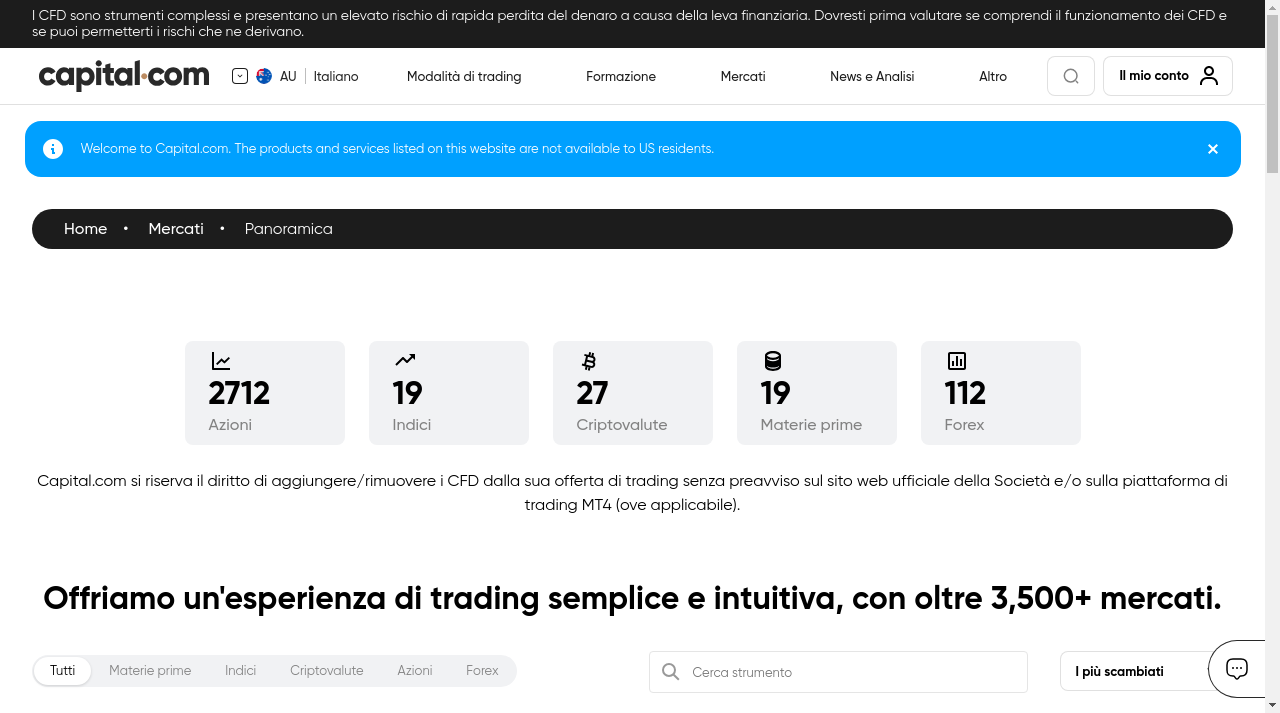 I CFD sono strumenti complessi e presentano un elevato rischio di rapida perdita del denaro a causa della leva finanziaria. Dovresti prima valutare se comprendi il funzionamento dei CFD e
se puoi permetterti i rischi che ne derivano.
capital.com
AU
Italiano
Modalità di trading
Formazione
Mercati
News e Analisi
Altro
Il mio conto
Welcome to Capital.com. The products and services listed on this website are not available to US residents.
Home • Mercati • Panoramica
2712
Azioni
19
Indici
27
Criptovalute
19
Materie prime
112
Forex
Capital.com si riserva il diritto di aggiungere/rimuovere i CFD dalla sua offerta di trading senza preavviso sul sito web ufficiale della Società e/o sulla piattaforma di
trading MT4 (ove applicabile).
Offriamo un'esperienza di trading semplice e intuitiva, con oltre 3,500+ mercati.
Tutti
Materie prime
Indici
Criptovalute
Azioni
Forex
Cerca strumento
I più scambiati